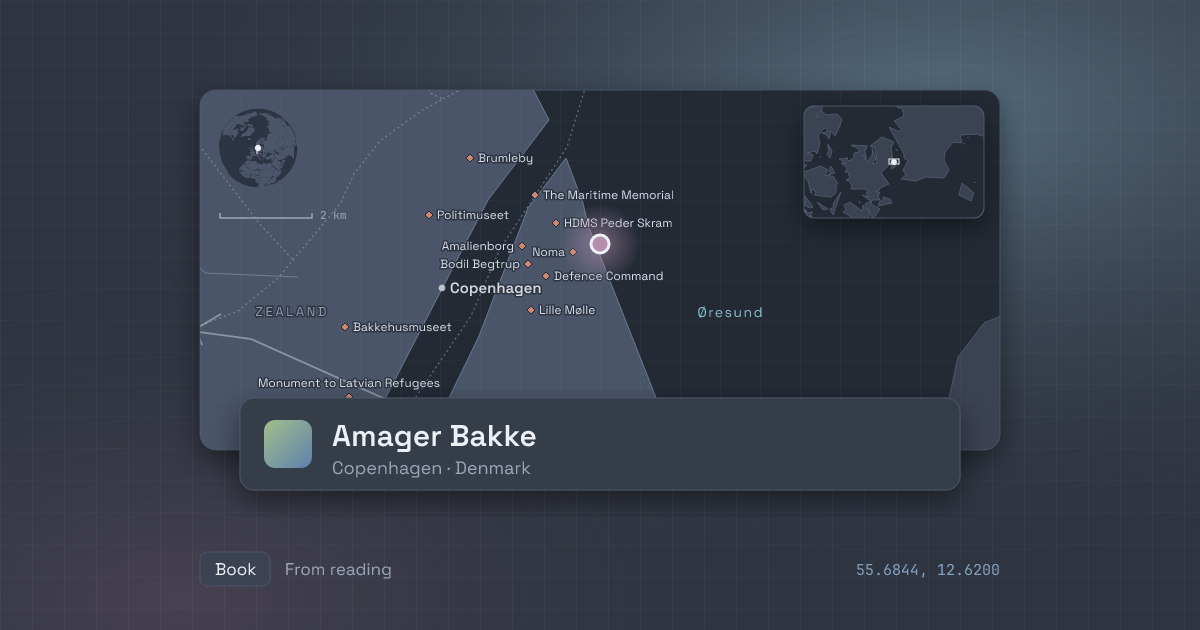 Brumleby
The Maritime Memorial
2 km
Politimuseet
HDMS Peder Skram
Amalienborg
Noma
Bodil Begtrup
Defence Command
Copenhagen
ZEALAND
Lille Mølle
Øresund
Bakkehusmuseet
Monument to Latvian Refugees
Amager Bakke
Copenhagen · Denmark
Book
From reading
55.6844, 12.6200